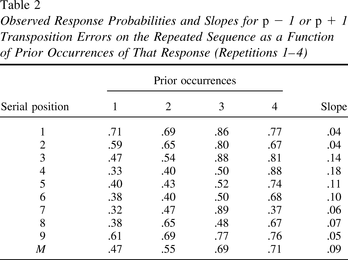 Table 2
Observed Response Probabilities and Slopes for p − 1 or p + 1
Transposition Errors on the Repeated Sequence as a Function
of Prior Occurrences of That Response (Repetitions 1–4)
Prior occurrences
Serial position 1 2 3 4 Slope
1 .71 .69 .86 .77 .04
2 .59 .65 .80 .67 .04
3 .47 .54 .88 .81 .14
4 .33 .40 .50 .88 .18
5 .40 .43 .52 .74 .11
6 .38 .40 .50 .68 .10
7 .32 .47 .89 .37 .06
8 .38 .65 .48 .67 .07
9 .61 .69 .77 .76 .05
M .47 .55 .69 .71 .09